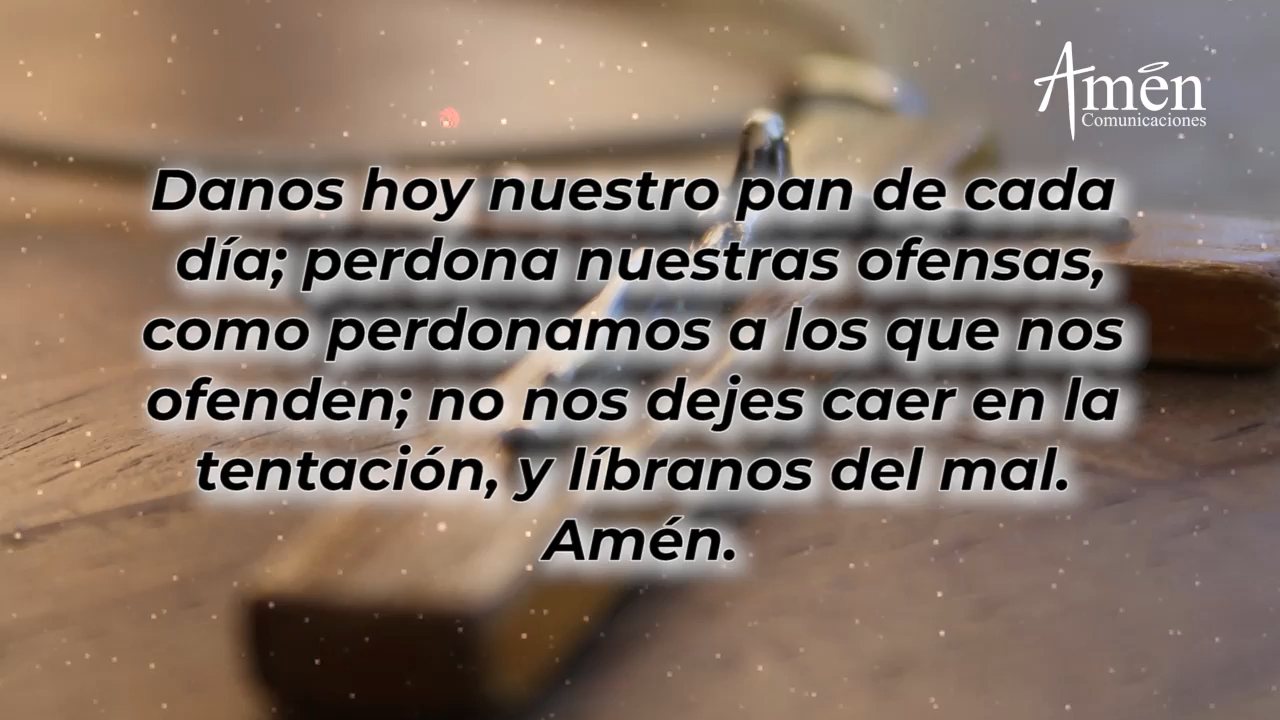 Amén
Comunicaciones
Danos hoy nuestro pan de cada
día; perdona nuestras ofensas,
como perdonamos a los que nos
ofenden; no nos dejes caer en la
tentación, y líbranos del mal.
Amén.